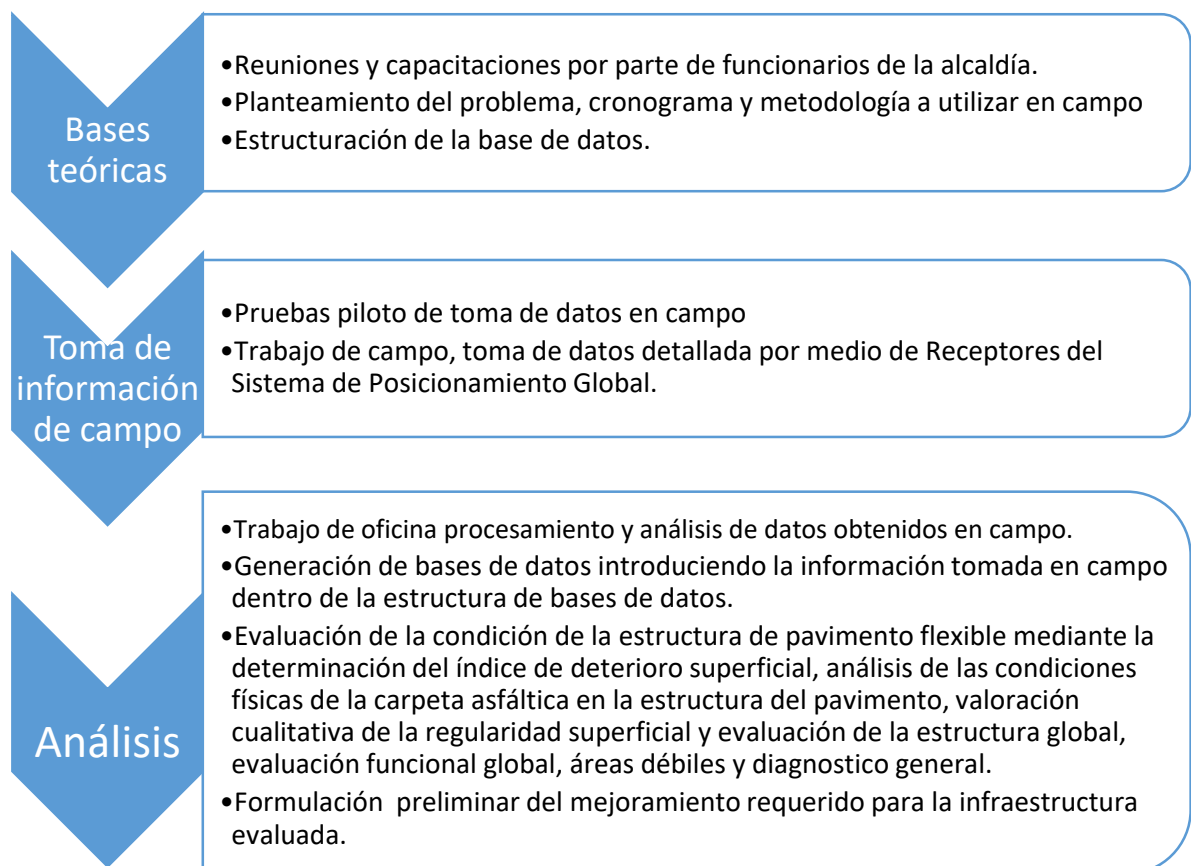 Bases
teóricas
•Reuniones y capacitaciones por parte de funcionarios de la alcaldía.
•Planteamiento del problema, cronograma y metodología a utilizar en campo
•Estructuración de la base de datos.
Toma de
información
de campo
•Pruebas piloto de toma de datos en campo
•Trabajo de campo, toma de datos detallada por medio de Receptores del
Sistema de Posicionamiento Global.
Análisis
•Trabajo de oficina procesamiento y análisis de datos obtenidos en campo.
•Generación de bases de datos introduciendo la información tomada en campo
dentro de la estructura de bases de datos.
•Evaluación de la condición de la estructura de pavimento flexible mediante la
determinación del índice de deterioro superficial, análisis de las condiciones
físicas de la carpeta asfáltica en la estructura del pavimento, valoración
cualitativa de la regularidad superficial y evaluación de la estructura global,
evaluación funcional global, áreas débiles y diagnostico general.
•Formulación  preliminar del mejoramiento requerido para la infraestructura
evaluada.